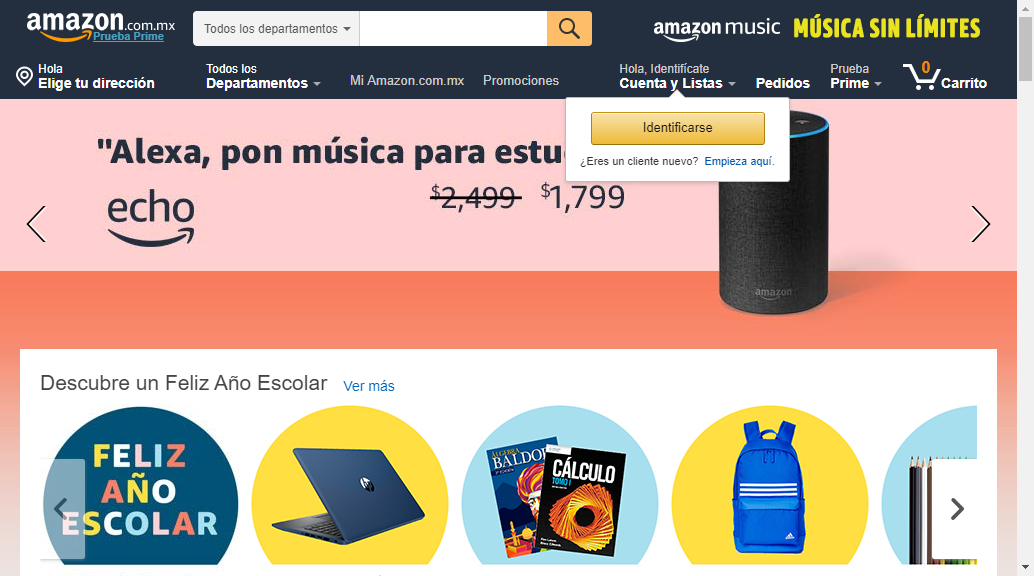 amazon.com.mx
Prueba Prime
Todos los departamentos
amazon music MÚSICA SIN LÍMITES
Hola
Elige tu dirección
Todos los
Departamentos
Mi Amazon.com.mx
Promociones
Hola, Identifícate
Cuenta y Listas
Pedidos
Prueba
Prime
0
Carrito
Identificarse
¿Eres un cliente nuevo? Empieza aquí.
"Alexa, pon música para estu
echo
$2,499 $1,799
amazon
Descubre un Feliz Año Escolar Ver más
FELIZ
AÑO
ESCOLAR
hp
ÁLGEBRA
BALDOR
CÁLCULO
TOMO I
adidas